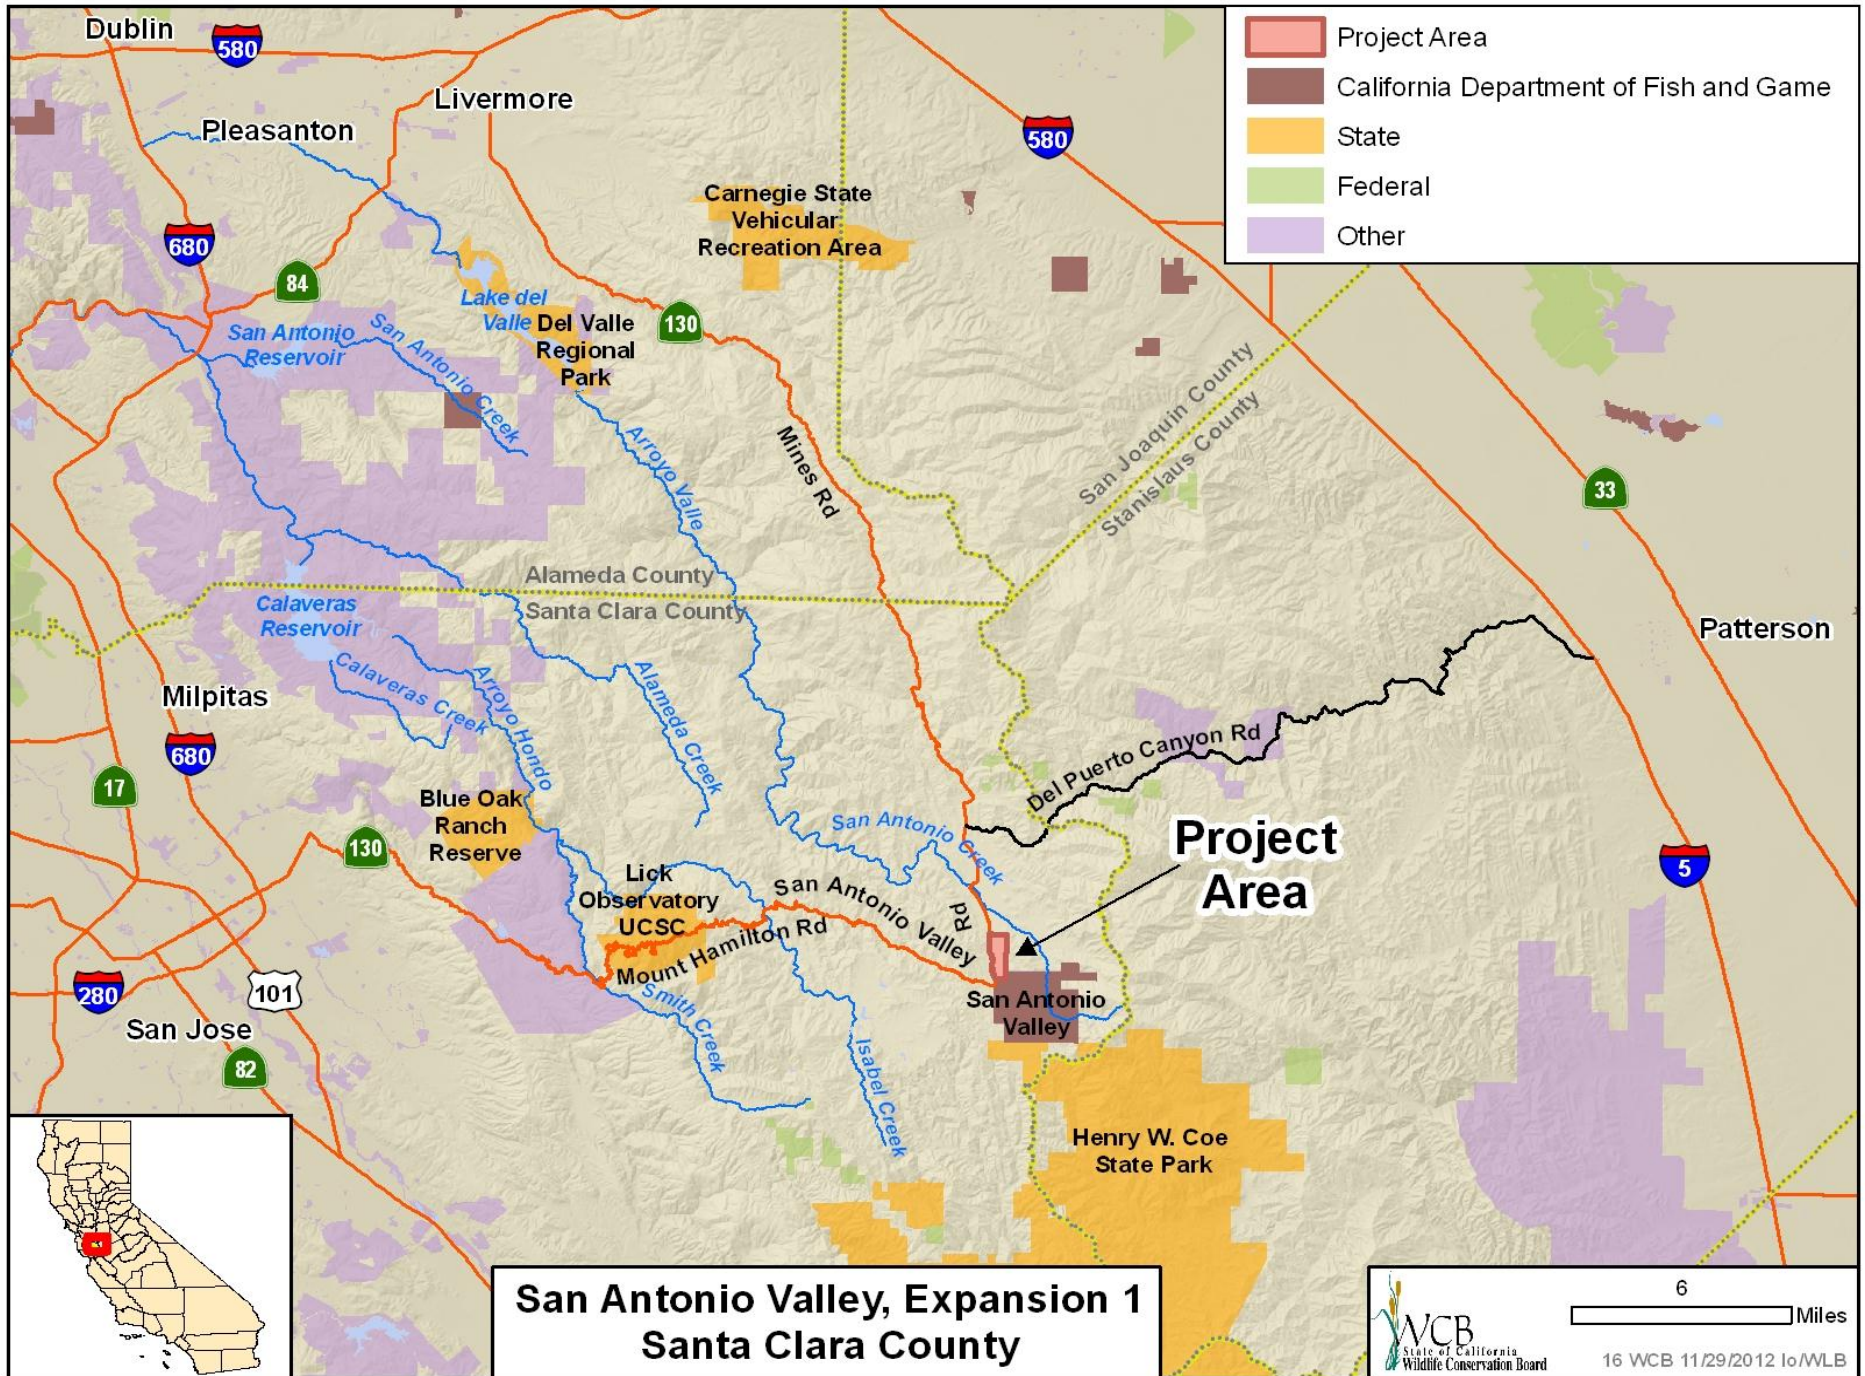 Dublin
580
Livermore
Pleasanton
580
Project Area
California Department of Fish and Game
State
Federal
Other
Carnegie State
Vehicular
Recreation Area
680
84
Lake del
Valle
Del Valle
Regional
Park
130
San Antonio
Reservoir
San Antonio Creek
Arroyo Valle
Mines Rd
San Joaquin County
Stanislaus County
33
Alameda County
Santa Clara County
Calaveras
Reservoir
Patterson
Calaveras Creek
Arroyo Hondo
Alameda Creek
Milpitas
680
17
Del Puerto Canyon Rd
Blue Oak
Ranch
Reserve
130
San Antonio Creek
Project
Area
5
Lick
Observatory
UCSC
San Antonio Valley
Rd
Mount Hamilton Rd
280
101
San Jose
82
Smith Creek
Isabel Creek
San Antonio
Valley
Henry W. Coe
State Park
San Antonio Valley, Expansion 1
Santa Clara County
WCB
State of California
Wildlife Conservation Board
6
Miles
16 WCB 11/29/2012 lo/WLB